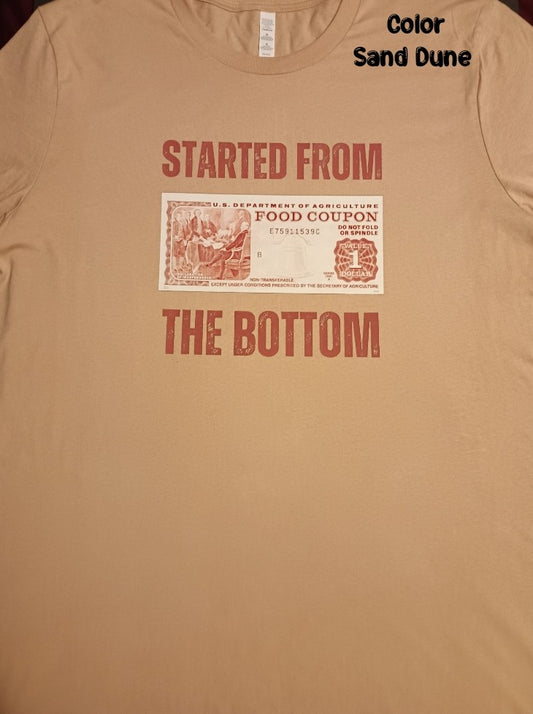 Color
Sand Dune
STARTED FROM
U.S. DEPARTMENT OF AGRICULTURE
FOOD COUPON
E75911539C
DO NOT FOLD
OR SPINDLE
VALUE
B
1
DOLLAR
NON-TRANSFERABLE
EXCEPT UNDER CONDITIONS PRESCRIBED BY THE SECRETARY OF AGRICULTURE
THE BOTTOM